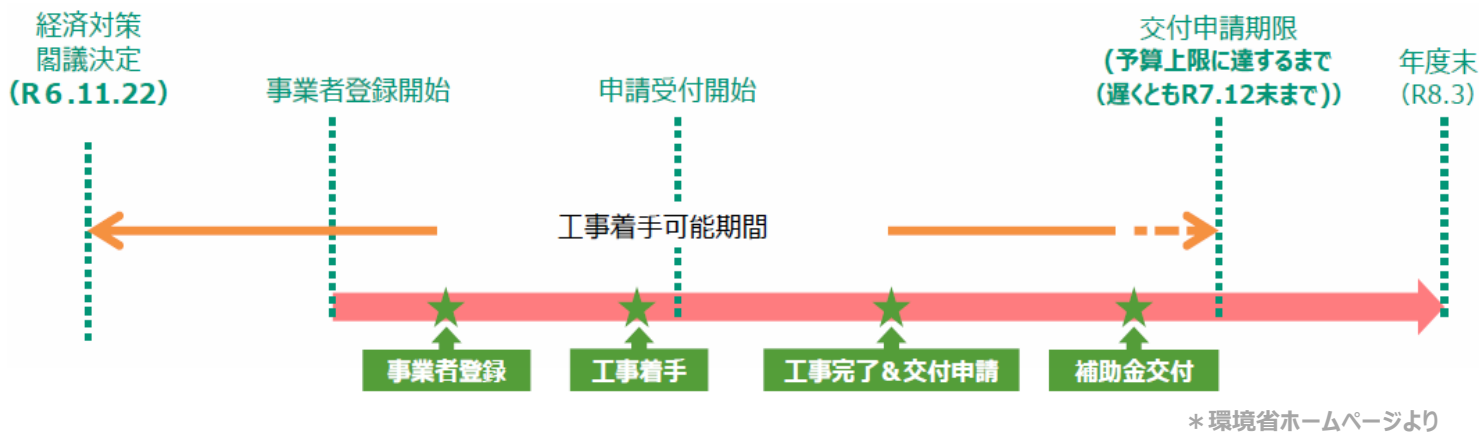 経済対策
閣議決定
（R６.11.22）
事業者登録開始
申請受付開始
交付申請期限
(予算上限に達するまで
（遅くともR7.12末まで）)
年度末
（R8.3）
工事着手可能期間
事業者登録
工事着手
工事完了＆交付申請
補助金交付
＊環境省ホームページより